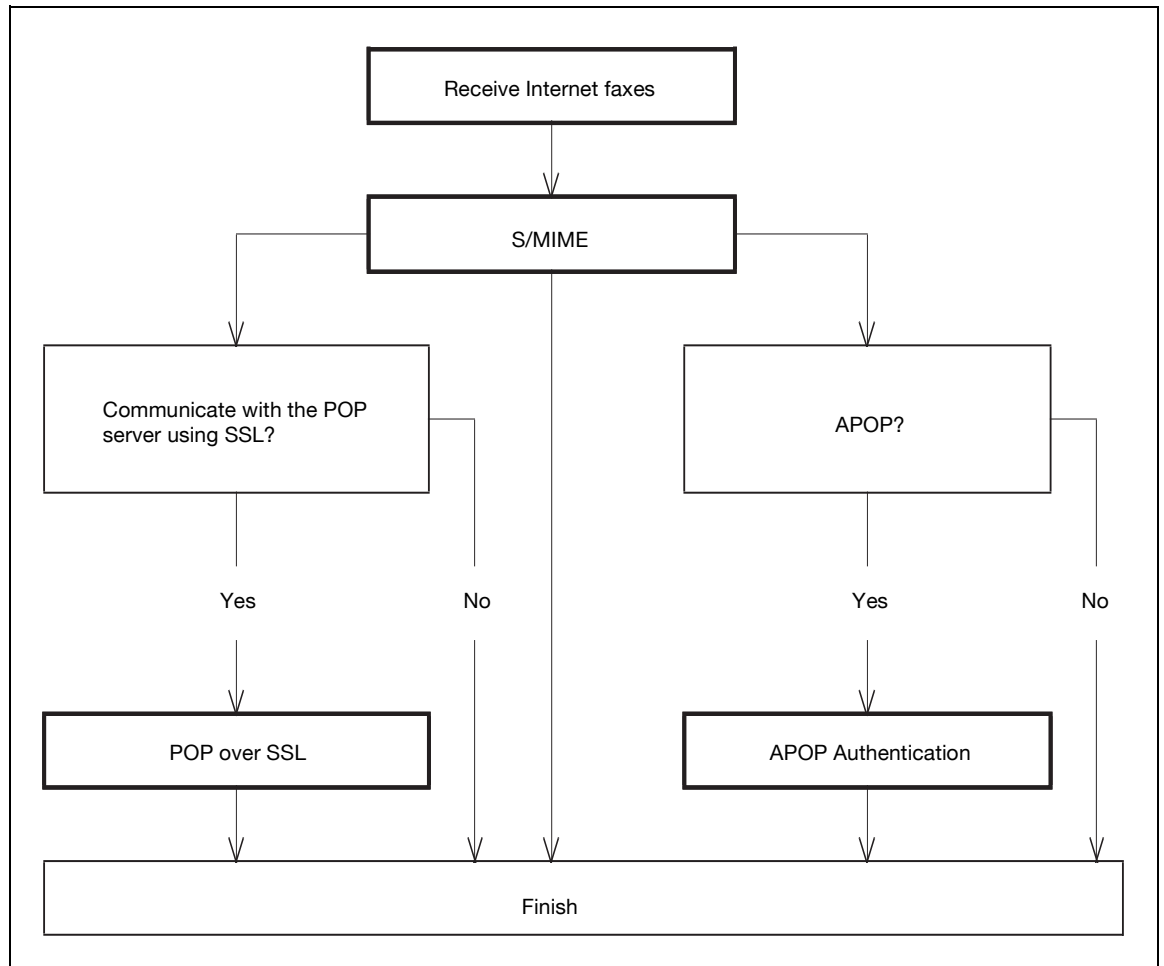 Receive Internet faxes
S/MIME
Communicate with the POP
server using SSL?
APOP?
Yes
No
Yes
No
POP over SSL
APOP Authentication
Finish